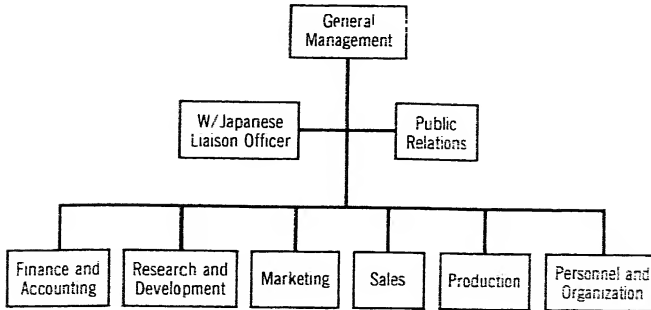 General
Management
W/Japanese
Liaison Officer
Public
Relations
Finance and
Accounting
Research and
Development
Marketing
Sales
Production
Personnel and
Organization